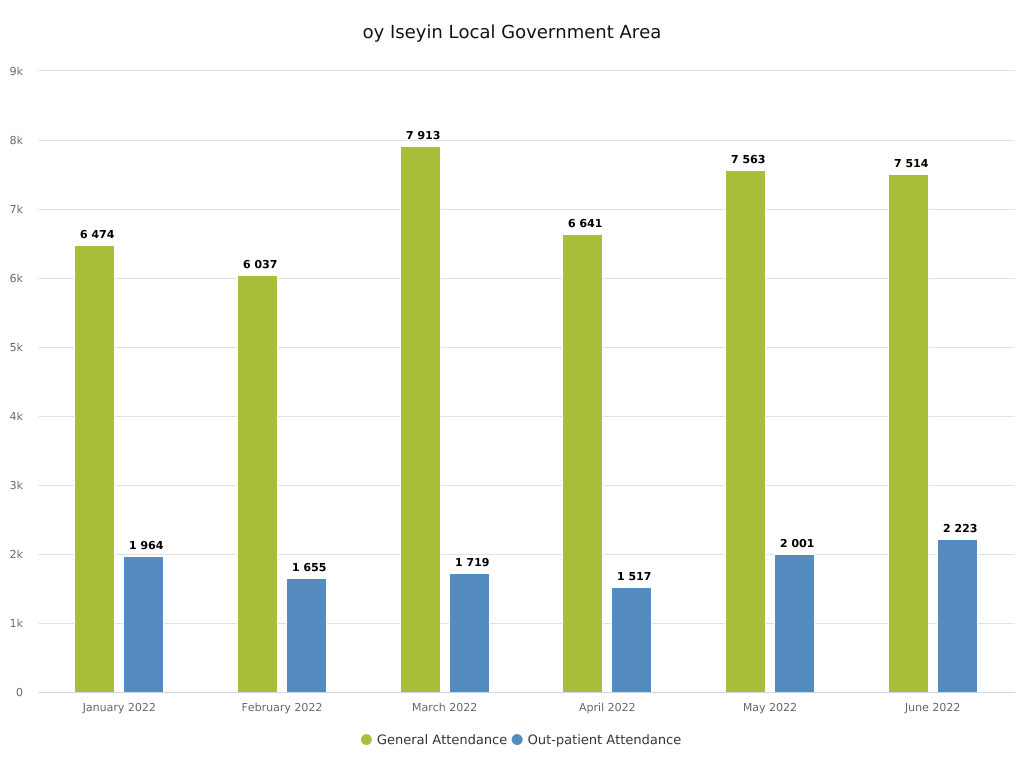 oy Iseyin Local Government Area
9k
8k
7k
6k
5k
4k
3k
2k
1k
0
6 474
1 964
6 037
1 655
7 913
1 719
6 641
1 517
7 563
2 001
7 514
2 223
January 2022
February 2022
March 2022
April 2022
May 2022
June 2022
General Attendance
Out-patient Attendance